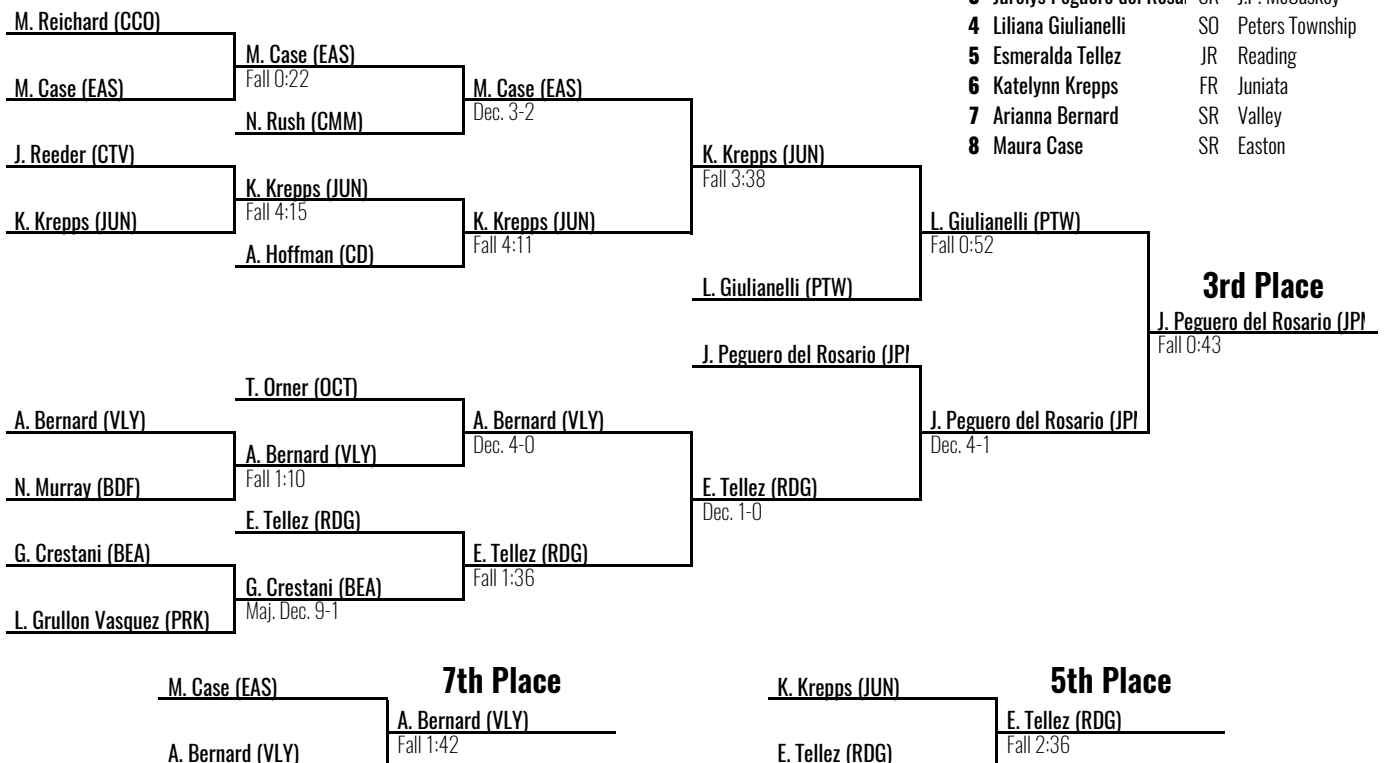 M. Reichard (CCO)
M. Case (EAS)
M. Case (EAS)
Fall 0:22
N. Rush (CMM)
M. Case (EAS)
Dec. 3-2
J. Reeder (CTV)
K. Krepps (JUN)
K. Krepps (JUN)
Fall 4:15
A. Hoffman (CD)
K. Krepps (JUN)
Fall 4:11
K. Krepps (JUN)
Fall 3:38
L. Giulianelli (PTW)
L. Giulianelli (PTW)
Fall 0:52
4 Liliana Giulianelli SO Peters Township
5 Esmeralda Tellez JR Reading
6 Katelynn Krepps FR Juniata
7 Arianna Bernard SR Valley
8 Maura Case SR Easton
3rd Place
J. Peguero del Rosario (JPM
Fall 0:43
J. Peguero del Rosario (JPM
T. Orner (OCT)
A. Bernard (VLY)
N. Murray (BDF)
A. Bernard (VLY)
Fall 1:10
A. Bernard (VLY)
Dec. 4-0
E. Tellez (RDG)
G. Crestani (BEA)
L. Grullon Vasquez (PRK)
G. Crestani (BEA)
Maj. Dec. 9-1
E. Tellez (RDG)
Fall 1:36
E. Tellez (RDG)
Dec. 1-0
J. Peguero del Rosario (JPM
Dec. 4-1
7th Place
M. Case (EAS)
A. Bernard (VLY)
A. Bernard (VLY)
Fall 1:42
5th Place
K. Krepps (JUN)
E. Tellez (RDG)
E. Tellez (RDG)
Fall 2:36